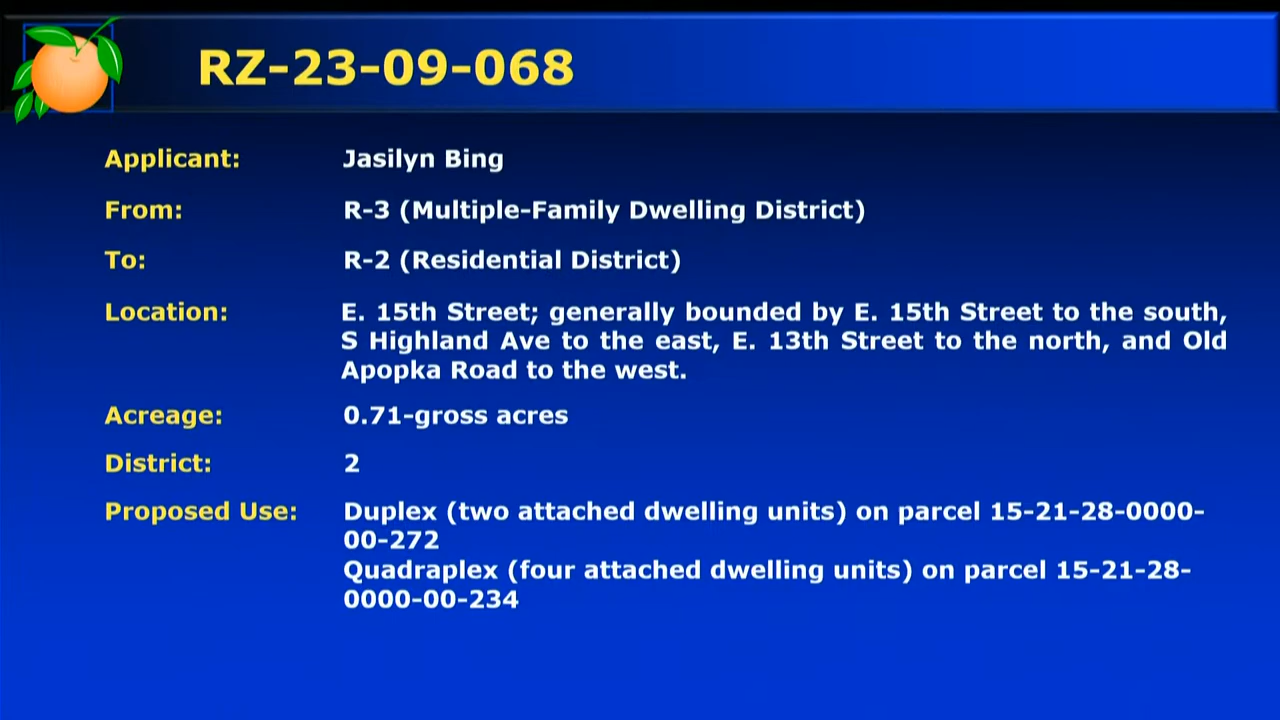 RZ-23-09-068
Applicant: Jasilyn Bing
From: R-3 (Multiple-Family Dwelling District)
To: R-2 (Residential District)
Location: E. 15th Street; generally bounded by E. 15th Street to the south,
S Highland Ave to the east, E. 13th Street to the north, and Old
Apopka Road to the west.
Acreage: 0.71-gross acres
District: 2
Proposed Use: Duplex (two attached dwelling units) on parcel 15-21-28-0000-
00-272
Quadraplex (four attached dwelling units) on parcel 15-21-28-
0000-00-234